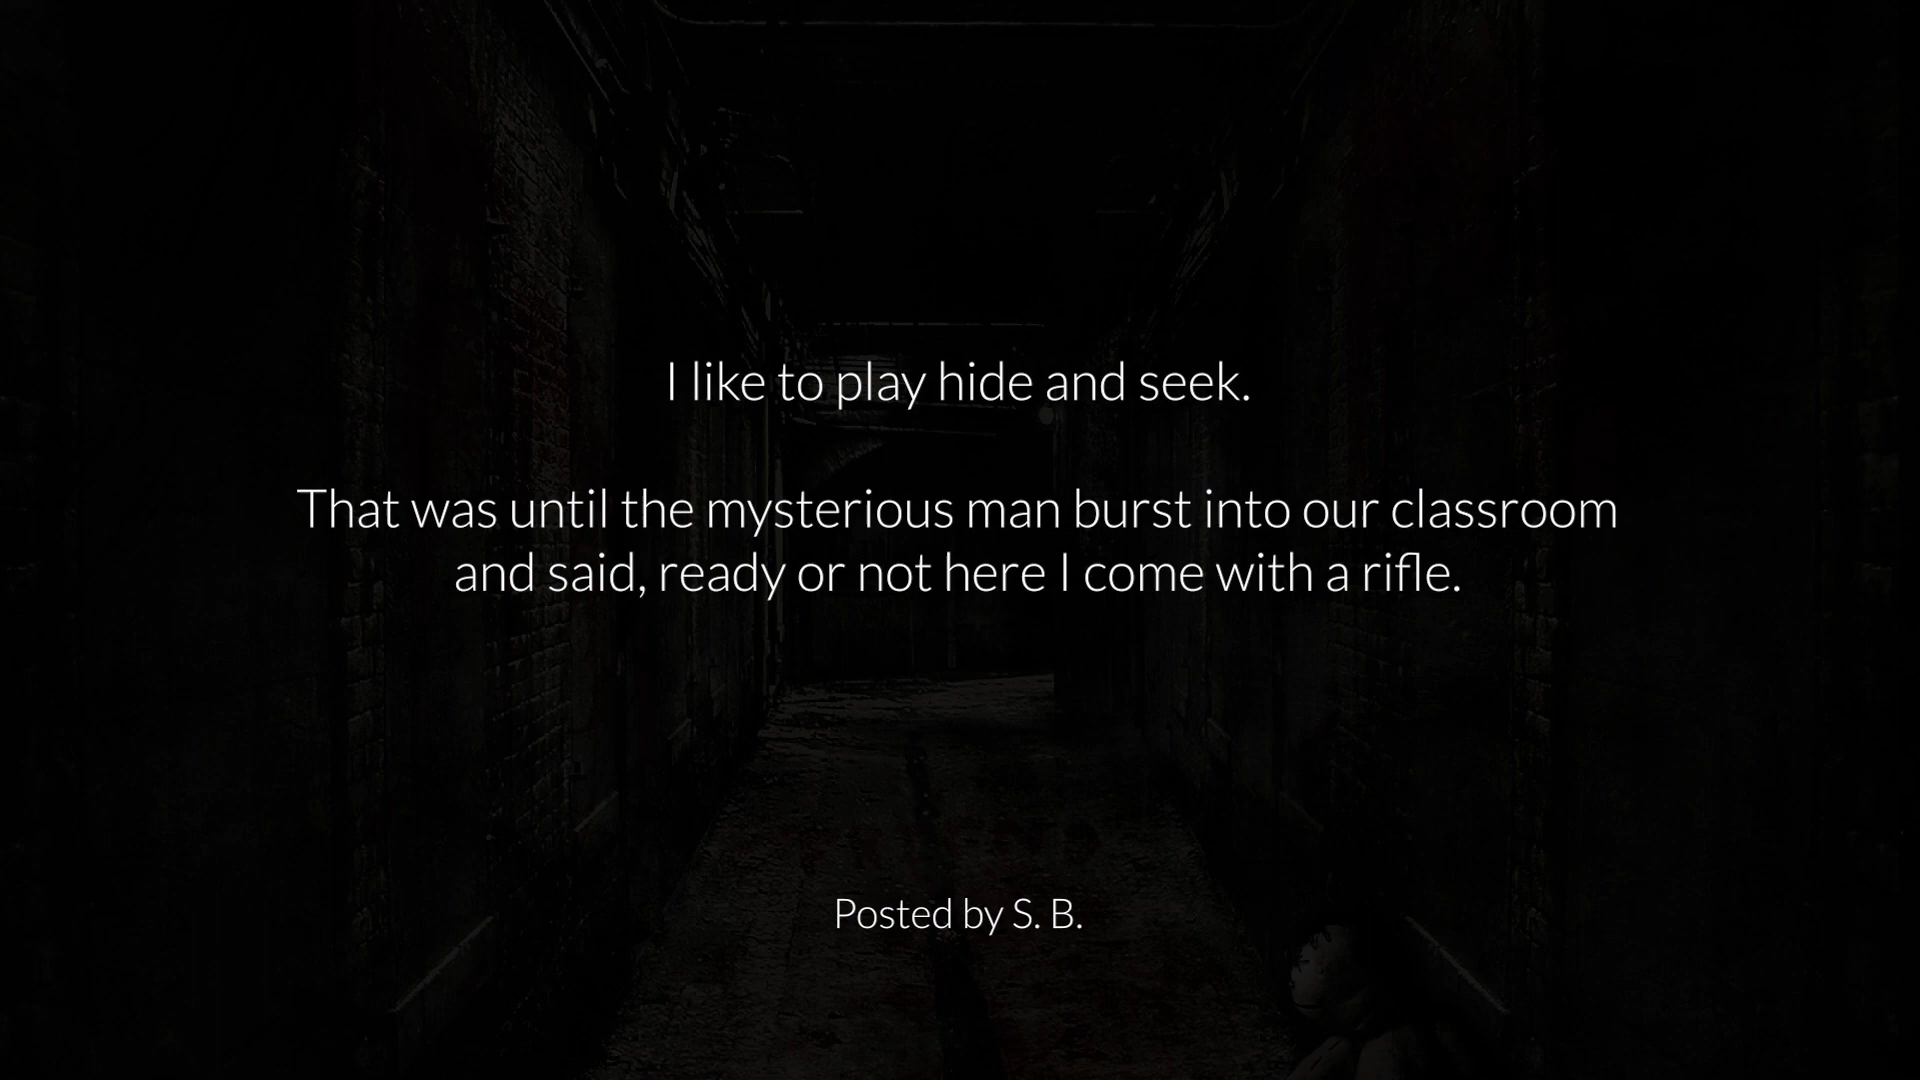 I like to play hide and seek.
That was until the mysterious man burst into our classroom
and said, ready or not here I come with a rifle.
Posted by S. B.